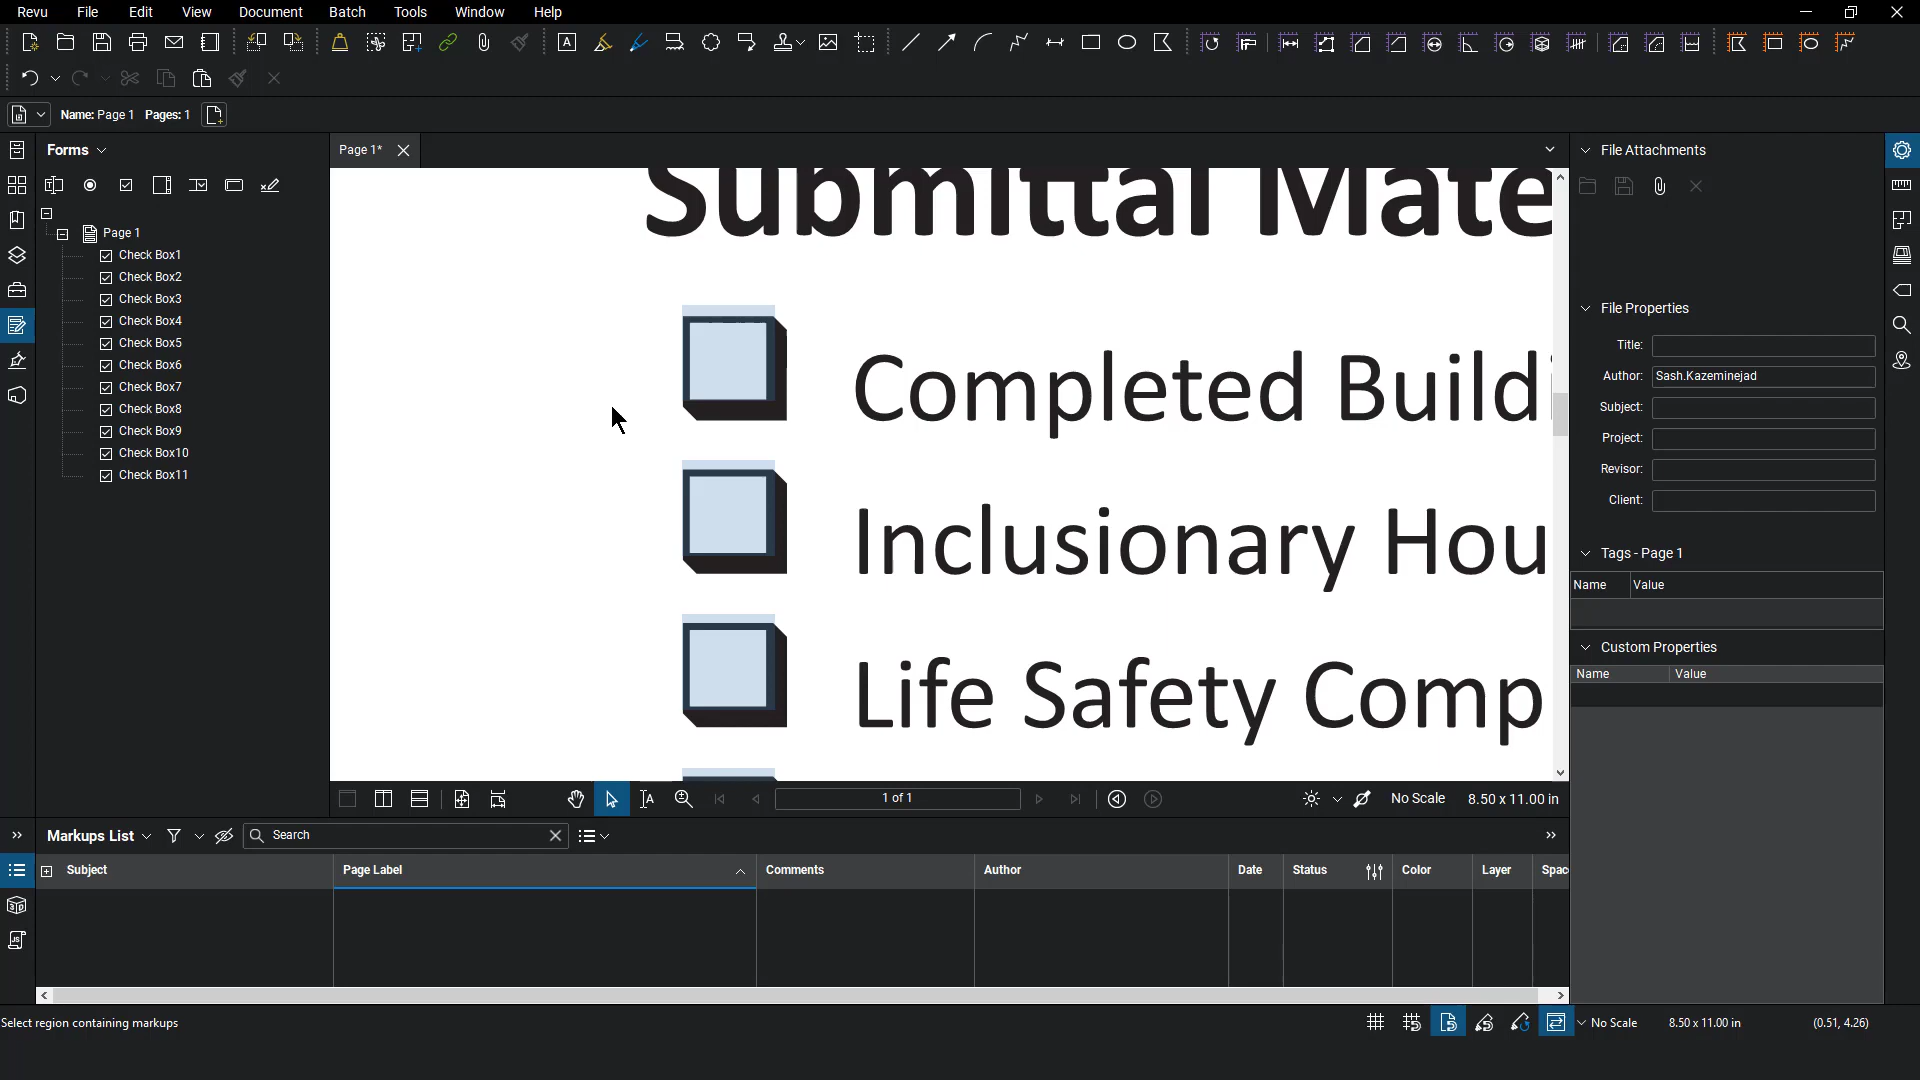 Revu File Edit View Document Batch Tools Window Help
Name: Page 1 Pages: 1
Forms
Page 1*
File Attachments
Page 1
Check Box1
Check Box2
Check Box3
Check Box4
Check Box5
Check Box6
Check Box7
Check Box8
Check Box9
Check Box10
Check Box11
Submittal Mate
Completed Buildi
Inclusionary Hou
Life Safety Comp
File Properties
Title:
Author: Sash.Kazeminejad
Subject:
Project:
Revisor:
Client:
Tags - Page 1
Name Value
Custom Properties
Name Value
1 of 1 No Scale 8.50 x 11.00 in
Markups List Search
Subject Page Label Comments Author Date Status Color Layer Spac
Select region containing markups No Scale 8.50 x 11.00 in (0.51, 4.26)